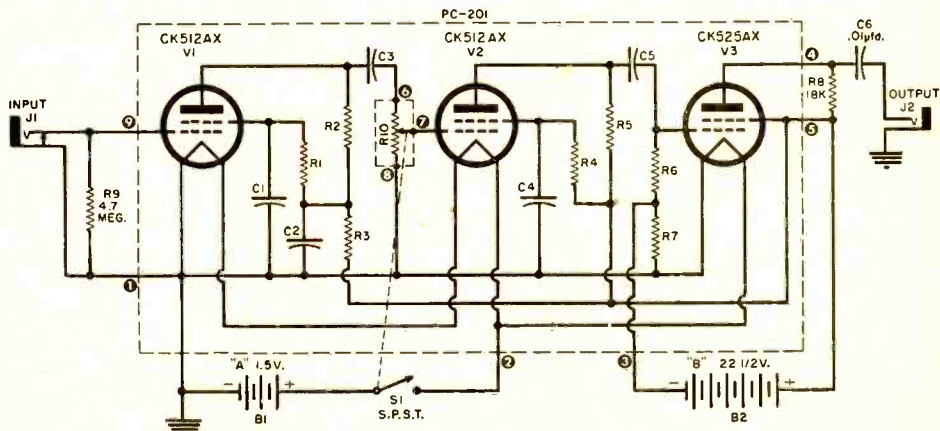 PC-201
CK512AX
V1
CK512AX
V2
CK525AX
V3
C3
C5
C6
.01μfd.
4
R8
18K
5
OUTPUT
J2
INPUT
J1
9
6
R10
7
8
R2
R1
R5
R4
R6
R9
4.7
MEG.
C1
C2
R3
C4
R7
1
2
3
"A" 1.5V.
- +
B1
S1
S.P.S.T.
"B" 22 1/2V.
- +
B2